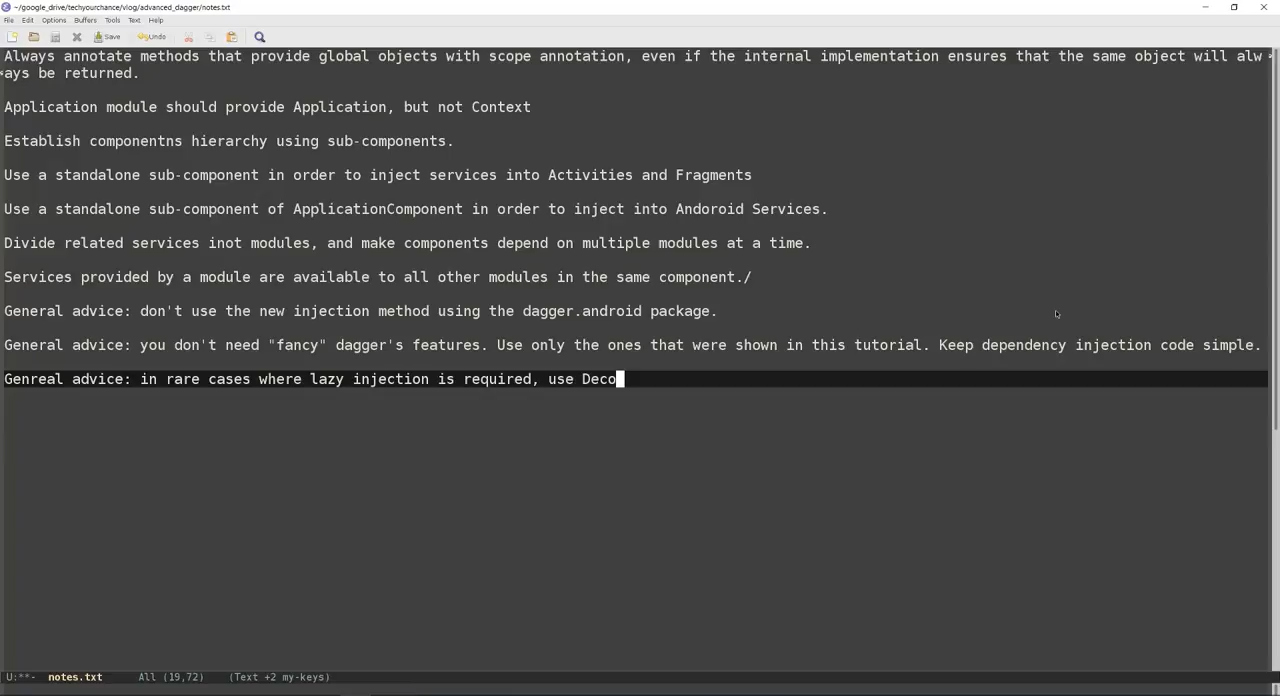 ~/google_drive/techyourchance/vlog/advanced_dagger/notes.txt
File Edit Options Buffers Tools Text Help
Save Undo
Always annotate methods that provide global objects with scope annotation, even if the internal implementation ensures that the same object will alw
ays be returned.
Application module should provide Application, but not Context
Establish componentns hierarchy using sub-components.
Use a standalone sub-component in order to inject services into Activities and Fragments
Use a standalone sub-component of ApplicationComponent in order to inject into Andoroid Services.
Divide related services inot modules, and make components depend on multiple modules at a time.
Services provided by a module are available to all other modules in the same component./
General advice: don't use the new injection method using the dagger.android package.
General advice: you don't need "fancy" dagger's features. Use only the ones that were shown in this tutorial. Keep dependency injection code simple.
Genreal advice: in rare cases where lazy injection is required, use Deco
U:**- notes.txt All (19,72) (Text +2 my-keys)